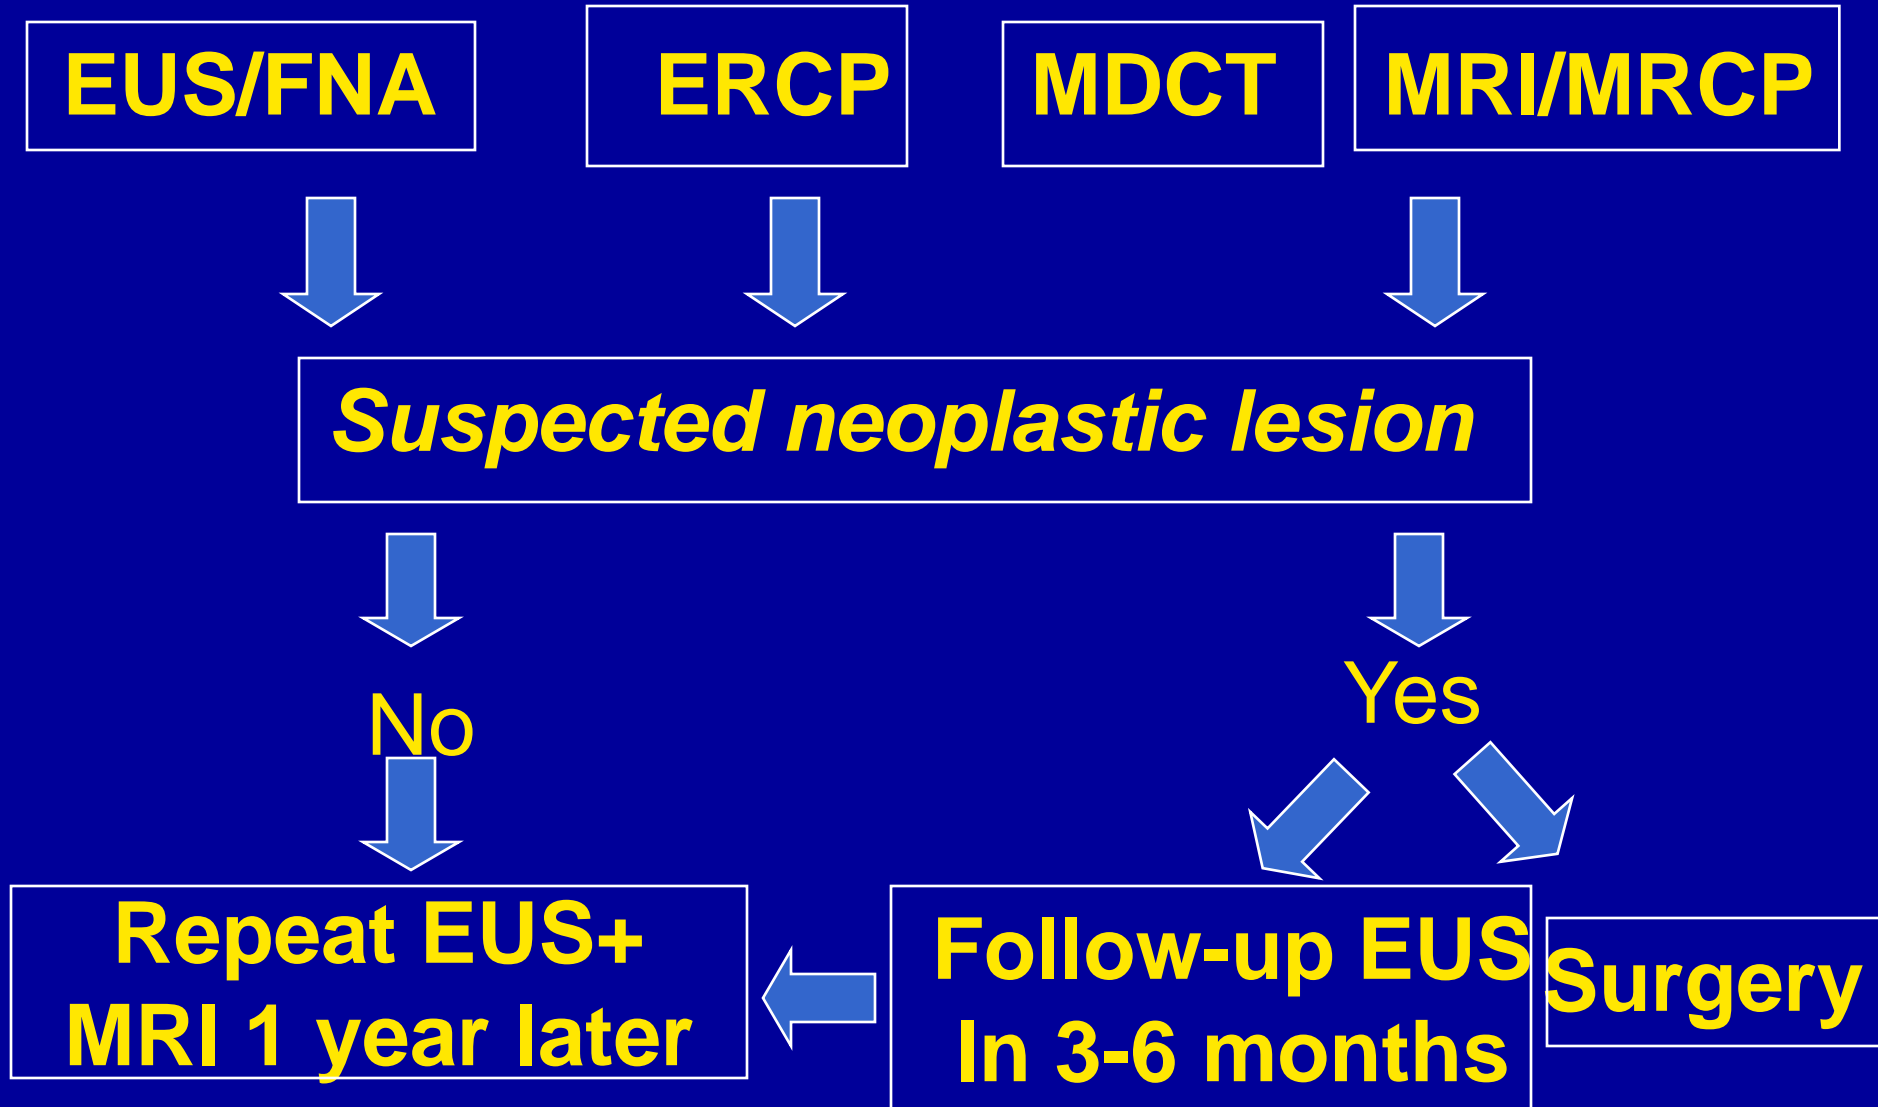 EUS/FNA
ERCP
MDCT
MRI/MRCP
Suspected neoplastic lesion
No
Yes
Repeat EUS+
MRI 1 year later
Follow-up EUS
In 3-6 months
Surgery